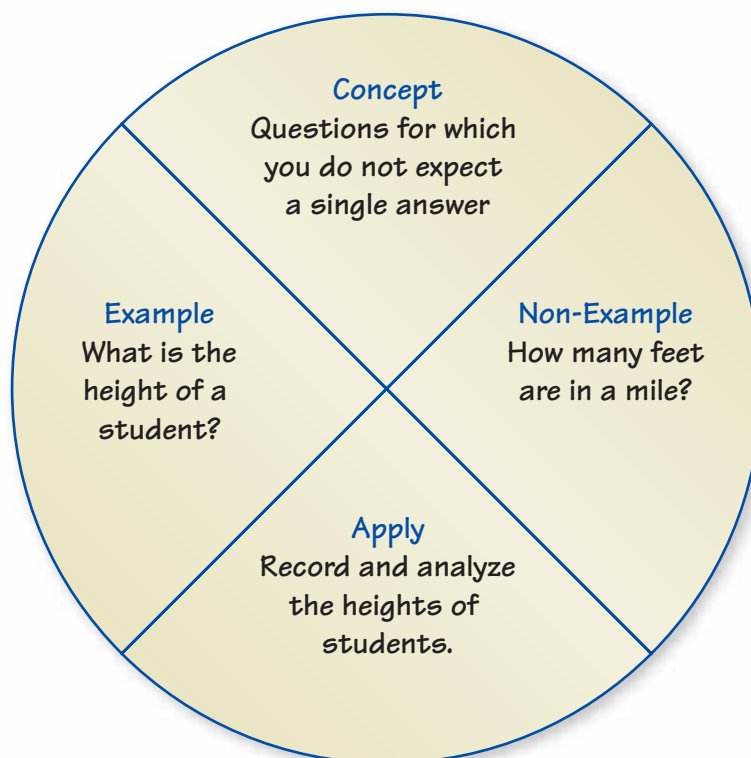 Concept
Questions for which
you do not expect
a single answer
Example
What is the
height of a
student?
Non-Example
How many feet
are in a mile?
Apply
Record and analyze
the heights of
students.